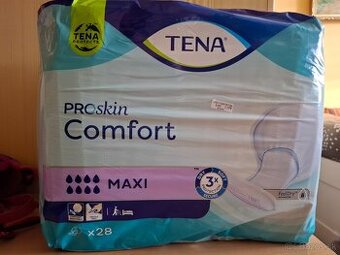 TENA
TENA
PROskin
Comfort
3x
MAXI
x28